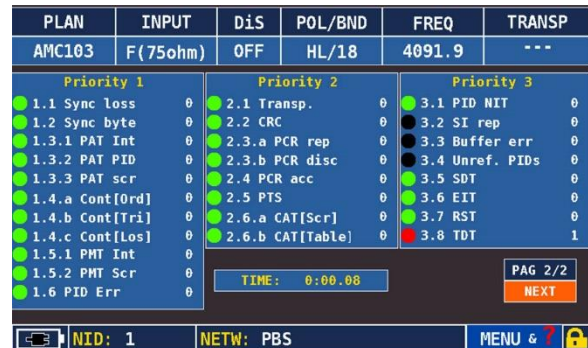 PLAN INPUT DiS POL/BND FREQ TRANSP
AMC103 F(75ohm) OFF HL/18 4091.9 ---
Priority 1
1.1 Sync loss 0
1.2 Sync byte 0
1.3.1 PAT Int 0
1.3.2 PAT PID 0
1.3.3 PAT scr 0
1.4.a Cont[Ord] 0
1.4.b Cont[Tri] 0
1.4.c Cont[Los] 0
1.5.1 PMT Int 0
1.5.2 PMT Scr 0
1.6 PID Err 0
Priority 2
2.1 Transp. 0
2.2 CRC 0
2.3.a PCR rep 0
2.3.b PCR disc 0
2.4 PCR acc 0
2.5 PTS 0
2.6.a CAT[Scr] 0
2.6.b CAT[Table] 0
Priority 3
3.1 PID NIT 0
3.2 SI rep 0
3.3 Buffer err 0
3.4 Unref. PIDs 0
3.5 SDT 0
3.6 EIT 0
3.7 RST 0
3.8 TDT 1
TIME: 0:00.08
PAG 2/2
NEXT
NID: 1 NETW: PBS MENU & ?